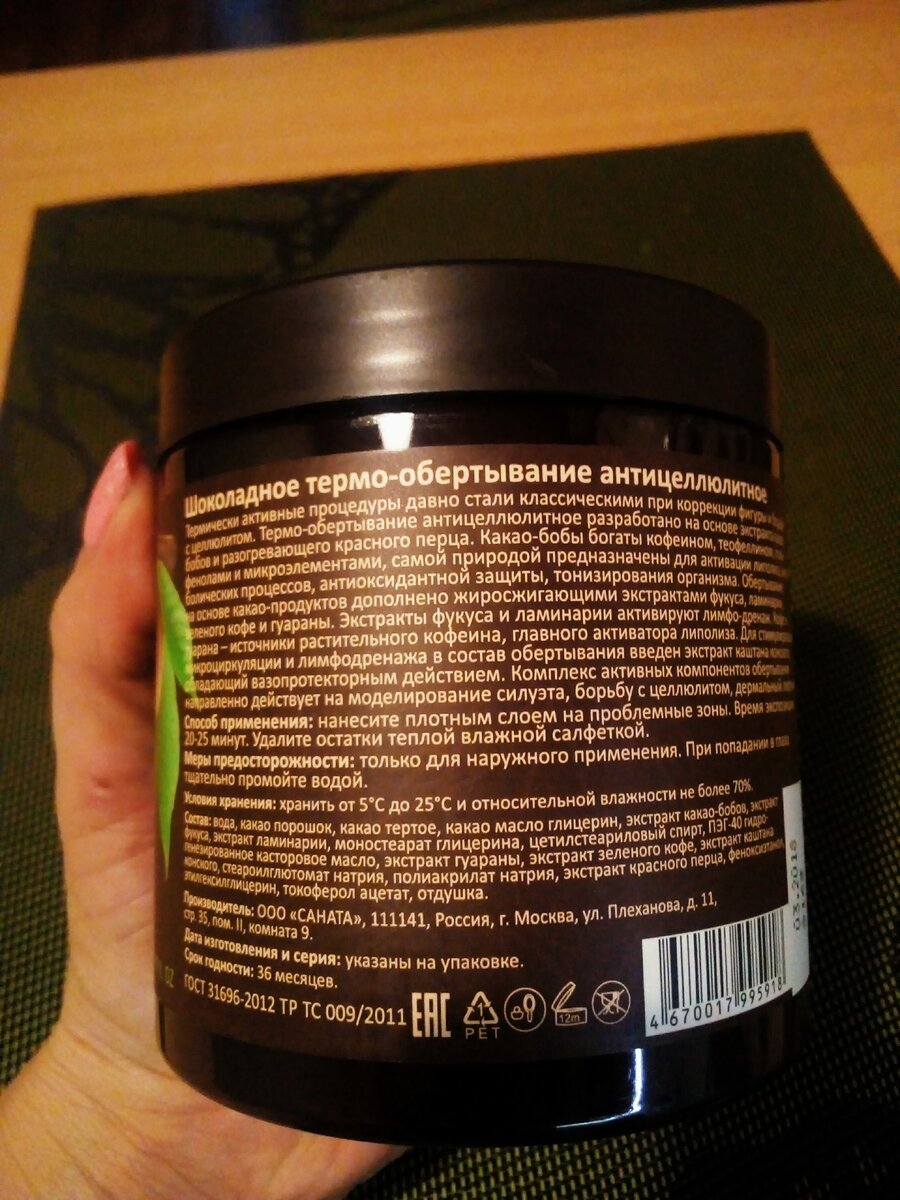 Шоколадное термо-обертывание антицеллюлитное
Термически активные процедуры давно стали классическими при коррекции фигуры и
с целлюлитом. Термо-обертывание антицеллюлитное разработано на основе экстракта
бобов и разогревающего красного перца. Какао-бобы богаты кофеином, теофеллином,
фенолами и микроэлементами, самой природой предназначены для активации
болических процессов, антиоксидантной защиты, тонизирования организма.
на основе какао-продуктов дополнено жиросжигающими экстрактами фукуса,
зеленого кофе и гуараны. Экстракты фукуса и ламинарии активируют лимфо-дренаж.
гуарана – источники растительного кофеина, главного активатора липолиза. Для
микроциркуляции и лимфодренажа в состав обертывания введен экстракт каштана
обладающий вазопротекторным действием. Комплекс активных компонентов
направленно действует на моделирование силуэта, борьбу с целлюлитом,
Способ применения: нанесите плотным слоем на проблемные зоны. Время
20-25 минут. Удалите остатки теплой влажной салфеткой.
Меры предосторожности: только для наружного применения. При попадании в глаза
тщательно промойте водой.
Условия хранения: хранить от 5°С до 25°С и относительной влажности не более 70%.
Состав: вода, какао порошок, какао тертое, какао масло глицерин, экстракт какао-бобов, экстракт
фукуса, экстракт ламинарии, моностеарат глицерина, цетилстеариловый спирт, ПЭГ-40 гидро-
генезированное касторовое масло, экстракт гуараны, экстракт зеленого кофе, экстракт каштана
конского, стеароилглютомат натрия, полиакрилат натрия, экстракт красного перца, феноксиэтанол,
этилгексилглицерин, токоферол ацетат, отдушка.
Производитель: ООО «САНАТА», 111141, Россия, г. Москва, ул. Плеханова, д. 11,
стр. 35, пом. II, комната 9.
Дата изготовления и серия: указаны на упаковке.
Срок годности: 36 месяцев.
ГОСТ 31696-2012 ТР ТС 009/2011
EAC
1
PET
12m
4 670017 995918
03.2018
OZ